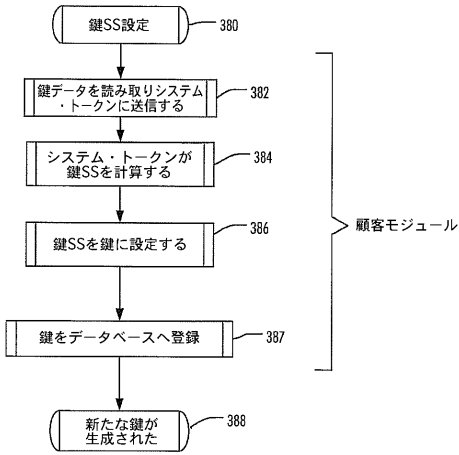 鍵SS設定
380
鍵データを読み取りシステム
・トークンに送信する
382
システム・トークンが
鍵SSを計算する
384
鍵SSを鍵に設定する
386
顧客モジュール
鍵をデータベースへ登録
387
新たな鍵が
生成された
388